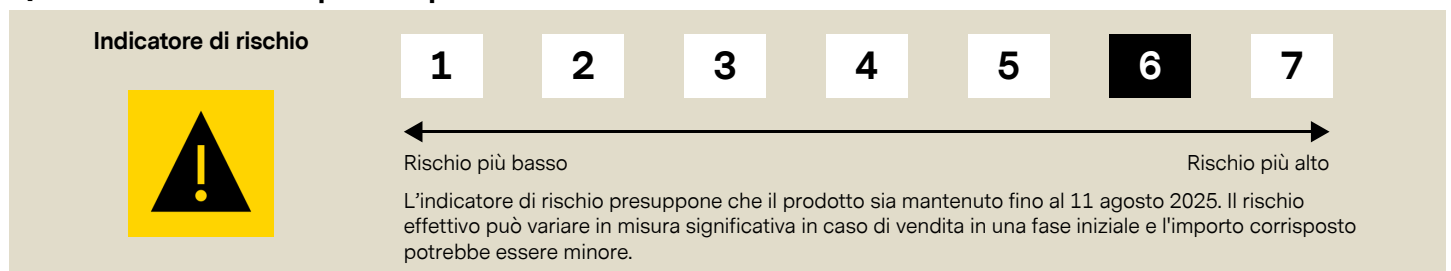 Indicatore di rischio
1 2 3 4 5 6 7
Rischio più basso Rischio più alto
L'indicatore di rischio presuppone che il prodotto sia mantenuto fino al 11 agosto 2025. Il rischio
effettivo può variare in misura significativa in caso di vendita in una fase iniziale e l'importo corrisposto
potrebbe essere minore.